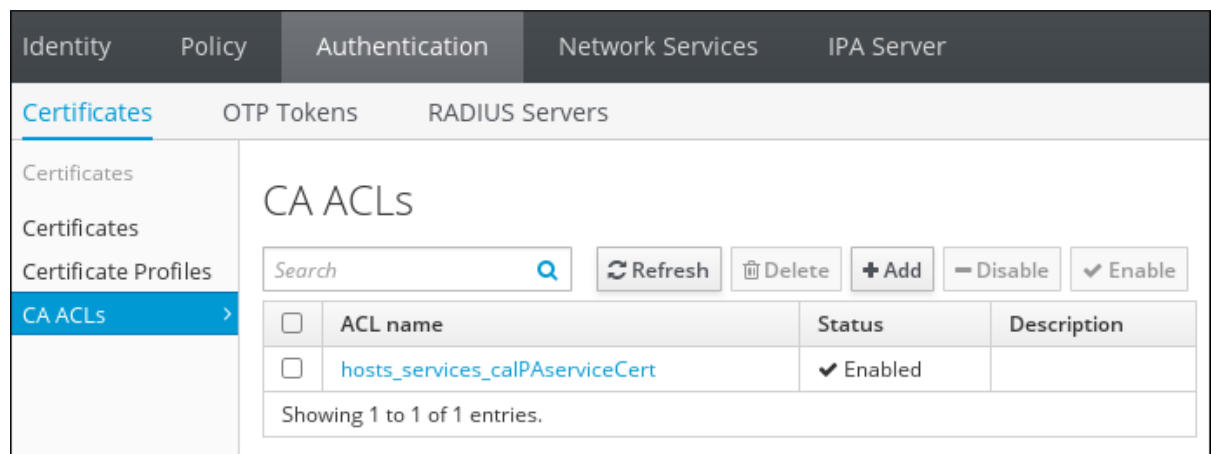 Identity Policy Authentication Network Services IPA Server
Certificates OTP Tokens RADIUS Servers
Certificates
Certificates
Certificate Profiles
CA ACLs
CA ACLs
Search Refresh Delete Add Disable Enable
ACL name Status Description
hosts_services_caIPAserviceCert Enabled
Showing 1 to 1 of 1 entries.